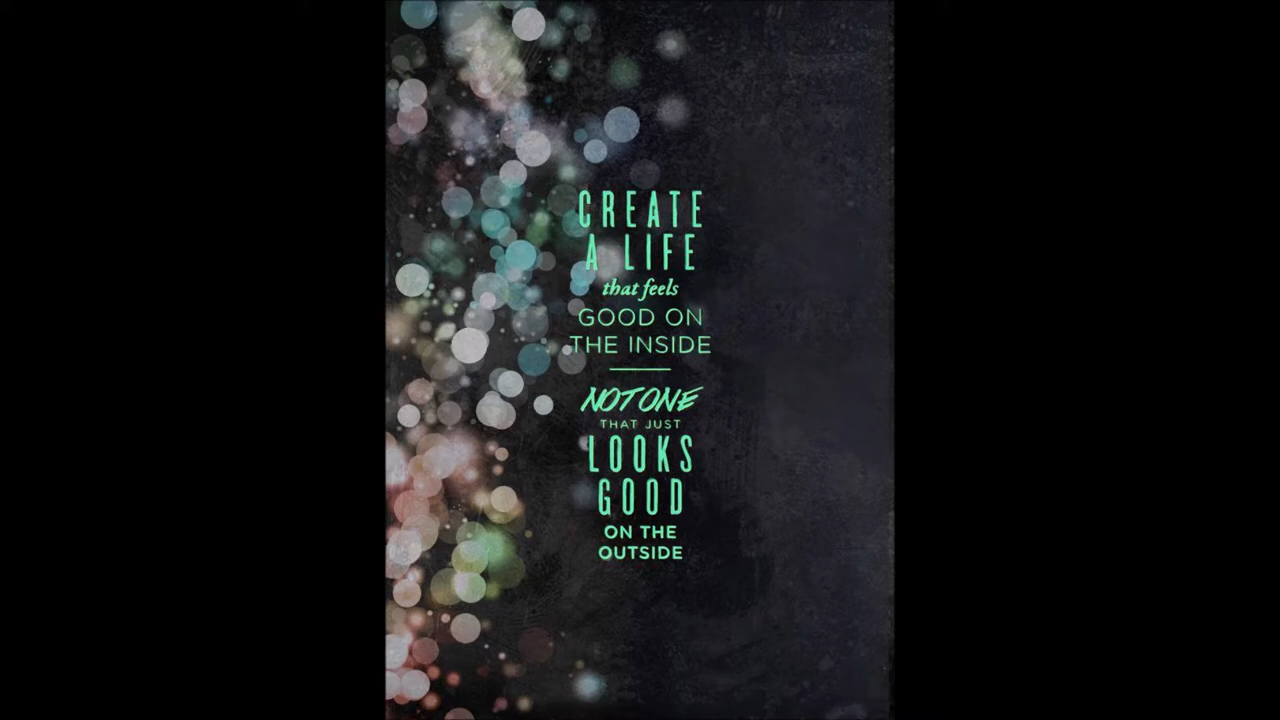 CREATE
A LIFE
that feels
GOOD ON
THE INSIDE
NOT ONE
THAT JUST
LOOKS
GOOD
ON THE
OUTSIDE